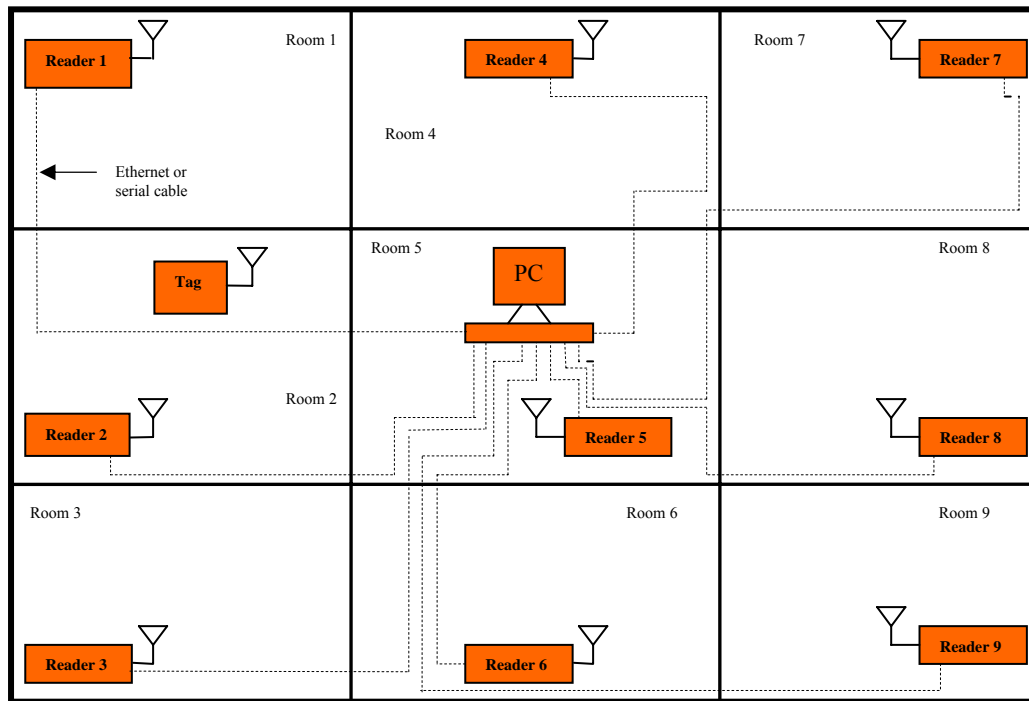 Room 1
Reader 1
Ethernet or
serial cable
Reader 4
Room 4
Room 7
Reader 7
Tag
Room 2
Reader 2
Room 5
PC
Reader 5
Room 8
Reader 8
Room 3
Reader 3
Room 6
Reader 6
Room 9
Reader 9